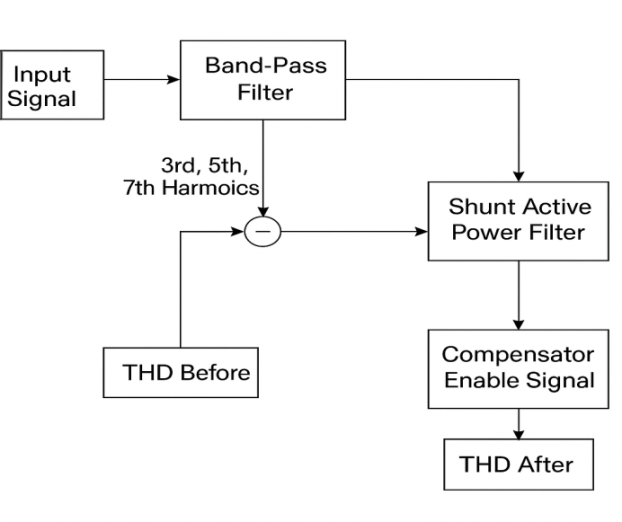 Input
Signal
Band-Pass
Filter
3rd, 5th,
7th Harmoics
−
Shunt Active
Power Filter
THD Before
Compensator
Enable Signal
THD After